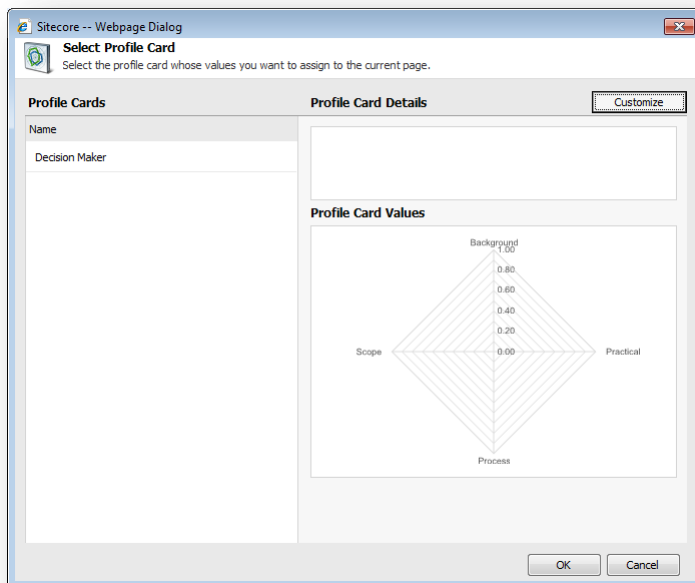 Sitecore -- Webpage Dialog
Select Profile Card
Select the profile card whose values you want to assign to the current page.
Profile Cards
Profile Card Details
Customize
Name
Decision Maker
Profile Card Values
Background
1.00
0.80
0.60
0.40
0.20
Scope
0.00
Practical
Process
OK
Cancel